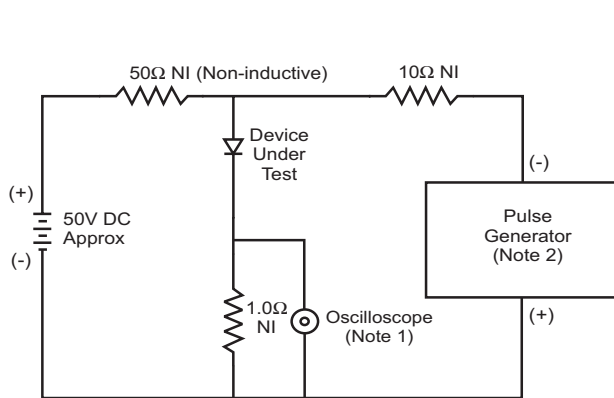 50Ω NI (Non-inductive)
10Ω NI
Device
Under
Test
(+)
50V DC
Approx
(-)
(-)
Pulse
Generator
(Note 2)
(+)
1.0Ω
NI
Oscilloscope
(Note 1)